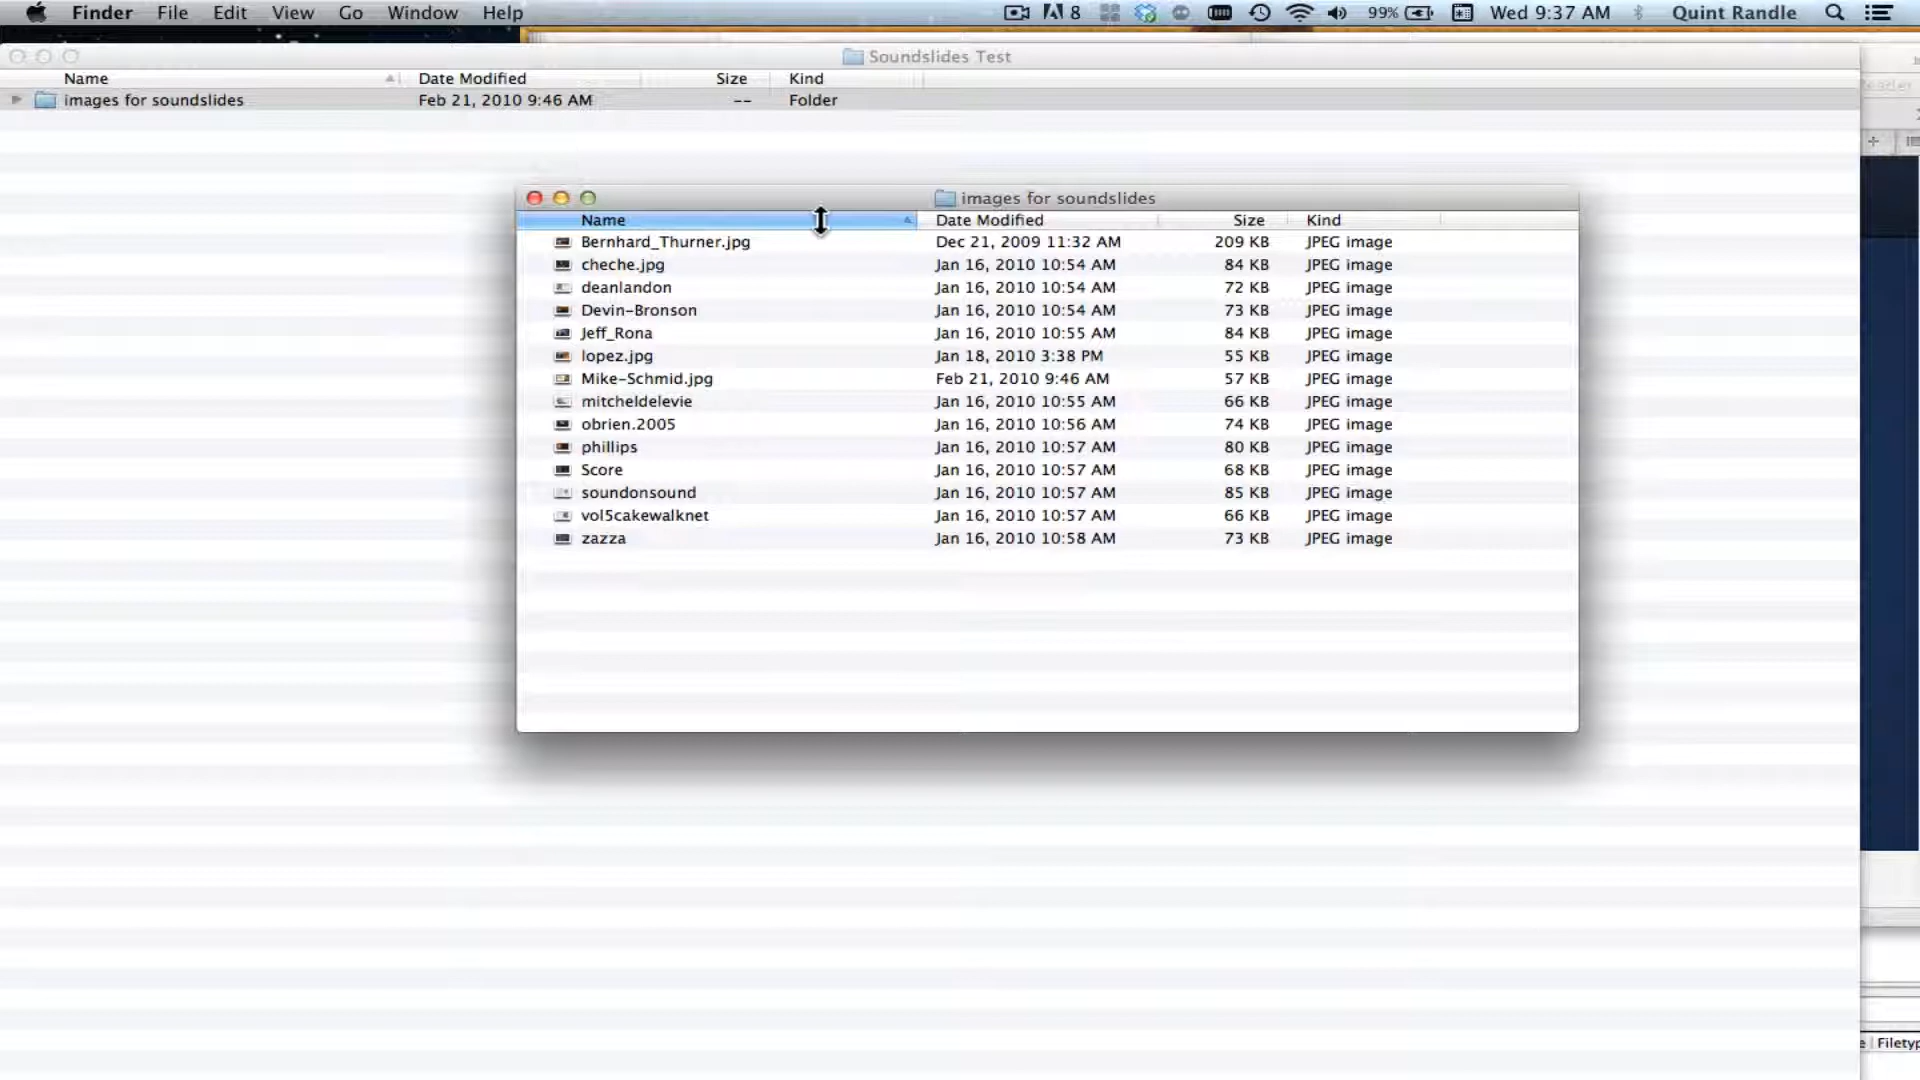 Finder File Edit View Go Window Help 8 99% Wed 9:37 AM Quint Randle
Soundslides Test
Name Date Modified Size Kind
images for soundslides Feb 21, 2010 9:46 AM -- Folder
images for soundslides
Name Date Modified Size Kind
Bernhard_Thurner.jpg Dec 21, 2009 11:32 AM 209 KB JPEG image
cheche.jpg Jan 16, 2010 10:54 AM 84 KB JPEG image
deanlandon Jan 16, 2010 10:54 AM 72 KB JPEG image
Devin-Bronson Jan 16, 2010 10:54 AM 73 KB JPEG image
Jeff_Rona Jan 16, 2010 10:55 AM 84 KB JPEG image
lopez.jpg Jan 18, 2010 3:38 PM 55 KB JPEG image
Mike-Schmid.jpg Feb 21, 2010 9:46 AM 57 KB JPEG image
mitcheldelevie Jan 16, 2010 10:55 AM 66 KB JPEG image
obrien.2005 Jan 16, 2010 10:56 AM 74 KB JPEG image
phillips Jan 16, 2010 10:57 AM 80 KB JPEG image
Score Jan 16, 2010 10:57 AM 68 KB JPEG image
soundonsound Jan 16, 2010 10:57 AM 85 KB JPEG image
vol5cakewalknet Jan 16, 2010 10:57 AM 66 KB JPEG image
zazza Jan 16, 2010 10:58 AM 73 KB JPEG image